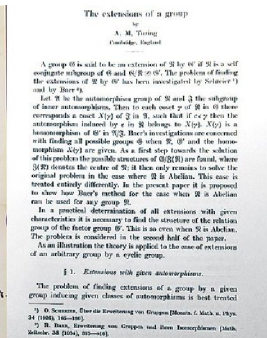 The extensions of a group
by
A. M. Turing
Cambridge, England
A group 𝔊 is said to be an extension of 𝔑 by G' if 𝔑 is a self
conjugate subgroup of 𝔊 and 𝔊/𝔑 ≅ G'. The problem of finding
the extensions of 𝔑 by G' has been investigated by Schreier ¹)
and by Baer ²).
Let 𝔄 be the automorphism group of 𝔑 and ℑ the subgroup
of inner automorphisms. Then to each coset γ of 𝔑 in 𝔊 there
corresponds a coset X(γ) of ℑ in 𝔄, such that if c∈γ then the
automorphism induced by c in 𝔑 belongs to X(γ). X(γ) is a
homomorphism of G' in 𝔄/ℑ. Baer's investigations are concerned
with finding all possible groups 𝔊 when 𝔑, G' and the homo-
morphism X(γ) are given. As a first step towards the solution
of this problem the possible structures of 𝔊/ℨ(𝔑) are found, where
ℨ(𝔑) denotes the centre of 𝔑; it then only remains to solve the
original problem in the case where 𝔑 is Abelian. This case is
treated entirely differently. In the present paper it is proposed
to show how Baer's method for the case when 𝔑 is Abelian
can be used for any group 𝔑.
In a practical determination of all extensions with given
characteristics it is necessary to find the structure of the relation
group of the factor group G'. This is so even when 𝔑 is Abelian.
The problem is considered in the second half of the paper.
As an illustration the theory is applied to the case of extensions
of an arbitrary group by a cyclic group.
§ 1. Extensions with given automorphisms.
The problem of finding extensions of a group by a given
group inducing given classes of automorphisms is best treated
¹) O. Schreier, Über die Erweiterung von Gruppen [Monatsh. f. Math. u. Phys.
34 (1926), 165—180].
²) R. Baer, Erweiterung von Gruppen und ihren Isomorphismen [Math.
Zeitschr. 38 (1934), 375—416].